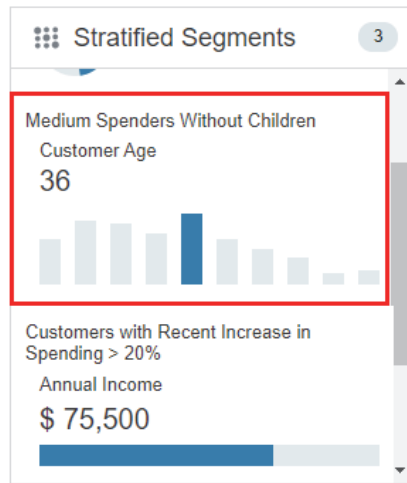 Stratified Segments
3
Medium Spenders Without Children
Customer Age
36
Customers with Recent Increase in
Spending > 20%
Annual Income
$ 75,500